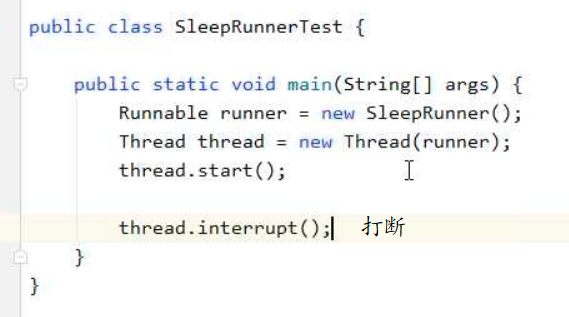 public class SleepRunnerTest {
public static void main(String[] args) {
Runnable runner = new SleepRunner();
Thread thread = new Thread(runner);
thread.start();
thread.interrupt(); 打断
}
}